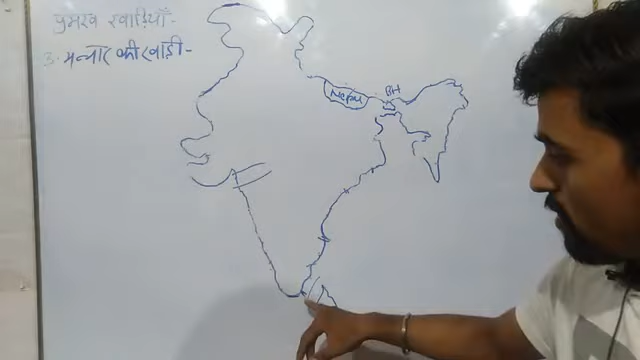 प्रमुख खाड़ियाँ-
3. मन्नार की खाड़ी -
Nepal
BH